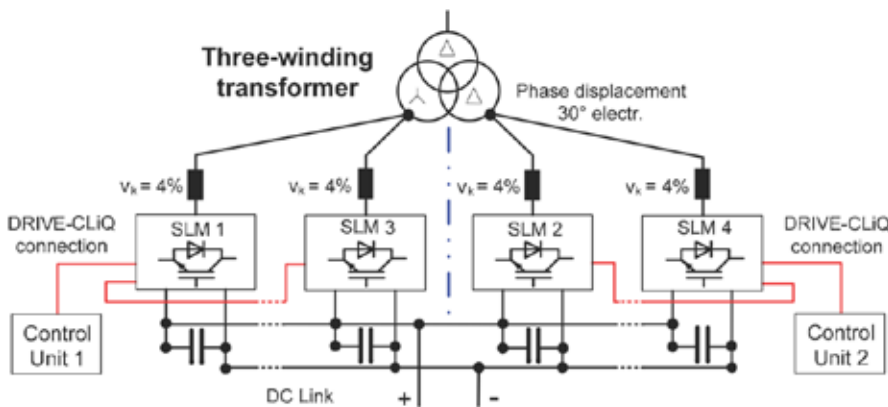 Three-winding
transformer
Phase displacement
30° electr.
vk = 4%
vk = 4%
vk = 4%
vk = 4%
DRIVE-CLiQ
connection
SLM 1
SLM 3
SLM 2
SLM 4
DRIVE-CLiQ
connection
Control
Unit 1
Control
Unit 2
DC Link
+
-